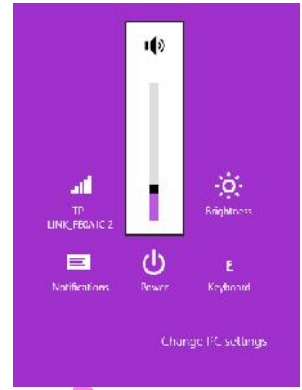 TP
Brightness
Notifications
Power
Keyboard
Change PC settings